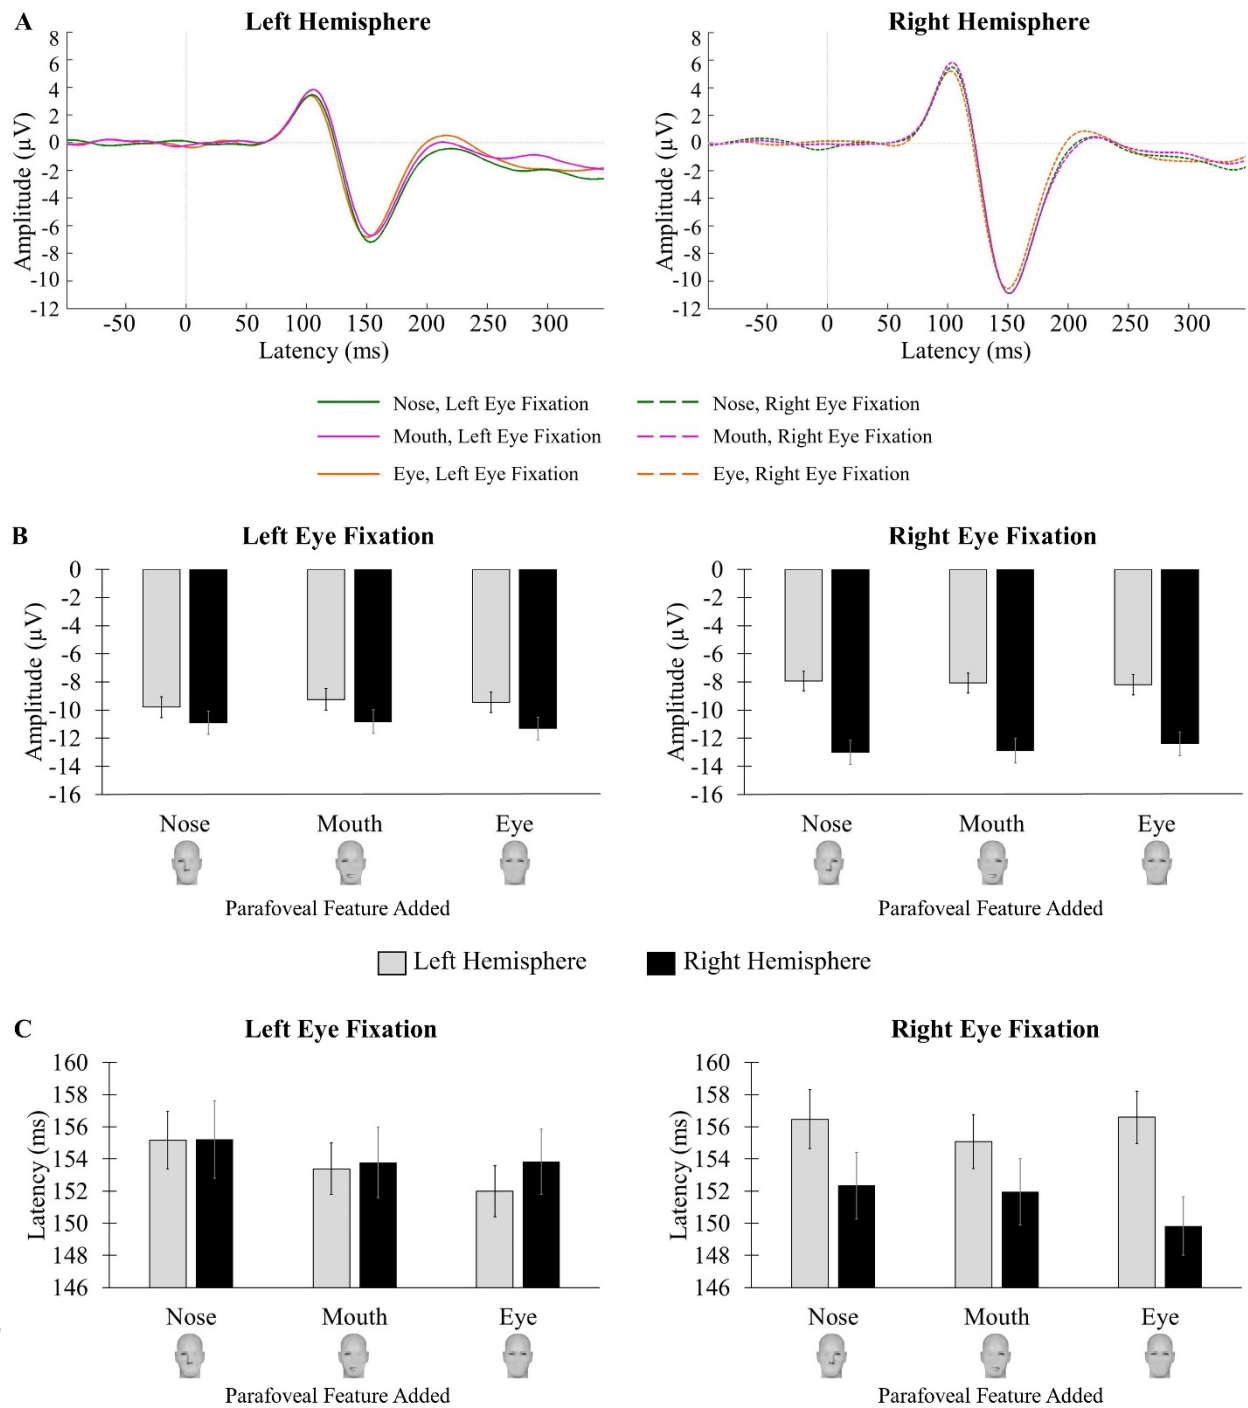 A
Left Hemisphere
Right Hemisphere
8
6
4
2
0
-2
-4
-6
-8
-10
-12
Amplitude (µV)
-50 0 50 100 150 200 250 300
Latency (ms)
8
6
4
2
0
-2
-4
-6
-8
-10
-12
Amplitude (µV)
-50 0 50 100 150 200 250 300
Latency (ms)
Nose, Left Eye Fixation
Nose, Right Eye Fixation
Mouth, Left Eye Fixation
Mouth, Right Eye Fixation
Eye, Left Eye Fixation
Eye, Right Eye Fixation
B
Left Eye Fixation
Right Eye Fixation
0
-2
-4
-6
-8
-10
-12
-14
-16
Amplitude (µV)
Nose Mouth Eye
Parafoveal Feature Added
0
-2
-4
-6
-8
-10
-12
-14
-16
Amplitude (µV)
Nose Mouth Eye
Parafoveal Feature Added
Left Hemisphere
Right Hemisphere
C
Left Eye Fixation
Right Eye Fixation
160
158
156
154
152
150
148
146
Latency (ms)
Nose Mouth Eye
Parafoveal Feature Added
160
158
156
154
152
150
148
146
Latency (ms)
Nose Mouth Eye
Parafoveal Feature Added